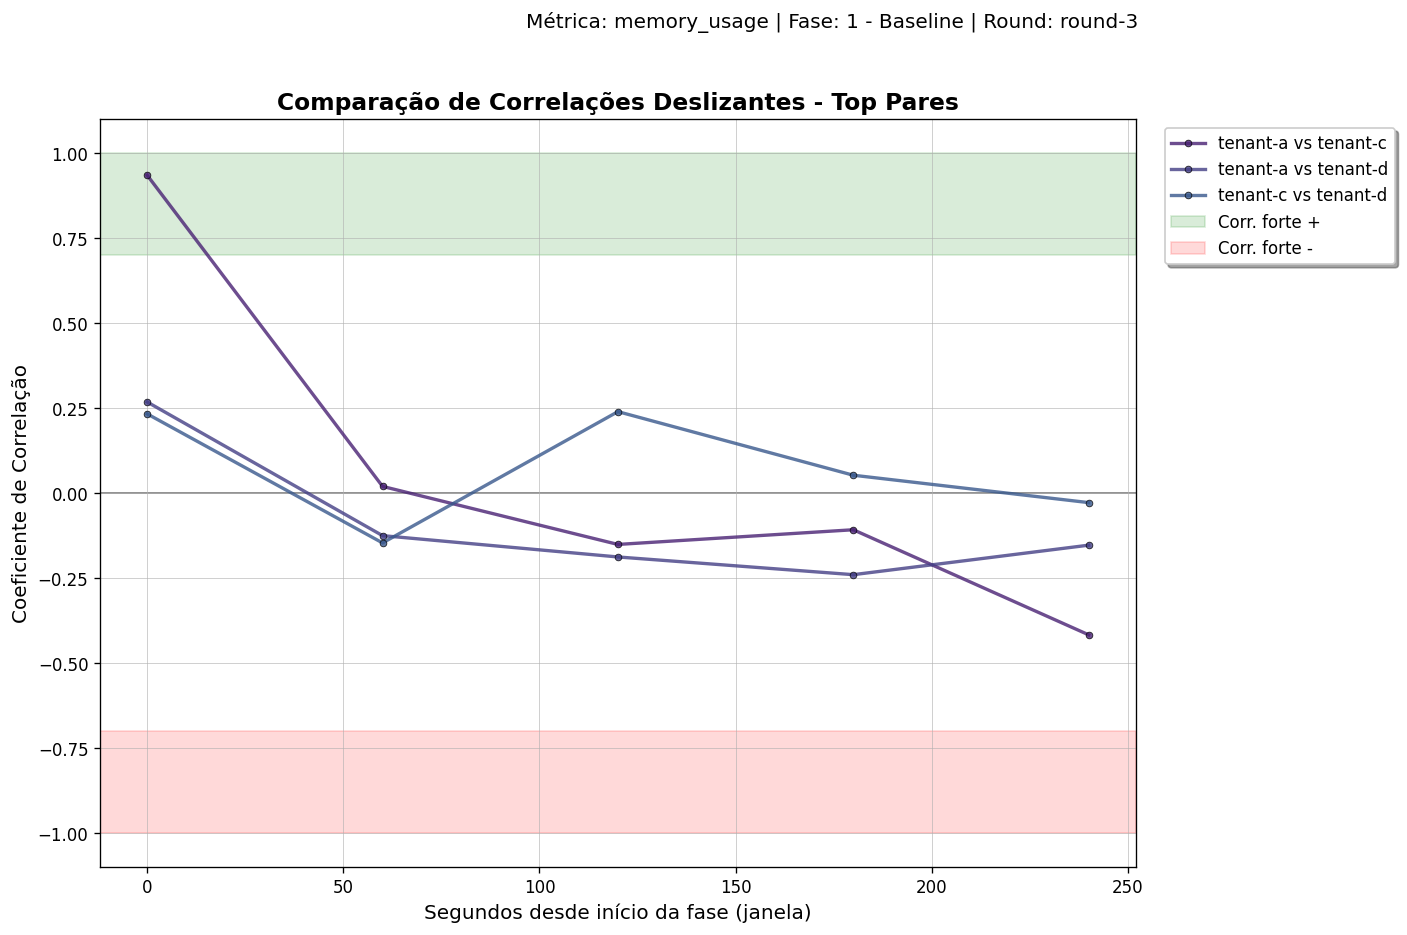 Métrica: memory_usage | Fase: 1 - Baseline | Round: round-3
Comparação de Correlações Deslizantes - Top Pares
tenant-a vs tenant-c
tenant-a vs tenant-d
tenant-c vs tenant-d
Corr. forte +
Corr. forte -
Coeficiente de Correlação
1.00
0.75
0.50
0.25
0.00
−0.25
−0.50
−0.75
−1.00
0 50 100 150 200 250
Segundos desde início da fase (janela)